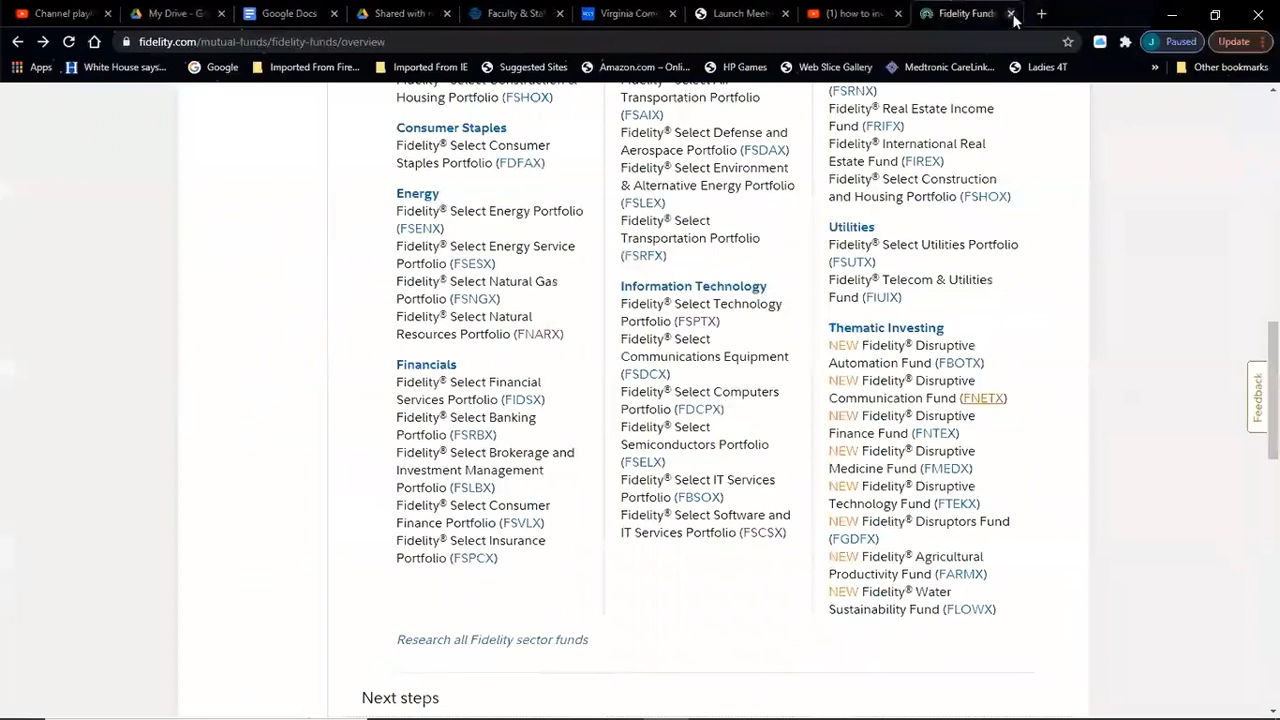 Channel playi
My Drive - G
Google Docs
Shared with
Faculty & Sta
Virginia Com
Launch Meeti
(1) how to in
Fidelity Fund
fidelity.com/mutual-funds/fidelity-funds/overview
J Paused
Update
Apps
White House says...
Google
Imported From Fire...
Imported From IE
Suggested Sites
Amazon.com – Onli...
HP Games
Web Slice Gallery
Medtronic CareLink...
Ladies 4T
»
Other bookmarks
Housing Portfolio (FSHOX)
Consumer Staples
Fidelity® Select Consumer
Staples Portfolio (FDFAX)
Energy
Fidelity® Select Energy Portfolio
(FSENX)
Fidelity® Select Energy Service
Portfolio (FSESX)
Fidelity® Select Natural Gas
Portfolio (FSNGX)
Fidelity® Select Natural
Resources Portfolio (FNARX)
Financials
Fidelity® Select Financial
Services Portfolio (FIDSX)
Fidelity® Select Banking
Portfolio (FSRBX)
Fidelity® Select Brokerage and
Investment Management
Portfolio (FSLBX)
Fidelity® Select Consumer
Finance Portfolio (FSVLX)
Fidelity® Select Insurance
Portfolio (FSPCX)
Transportation Portfolio
(FSAIX)
Fidelity® Select Defense and
Aerospace Portfolio (FSDAX)
Fidelity® Select Environment
& Alternative Energy Portfolio
(FSLEX)
Fidelity® Select
Transportation Portfolio
(FSRFX)
Information Technology
Fidelity® Select Technology
Portfolio (FSPTX)
Fidelity® Select
Communications Equipment
(FSDCX)
Fidelity® Select Computers
Portfolio (FDCPX)
Fidelity® Select
Semiconductors Portfolio
(FSELX)
Fidelity® Select IT Services
Portfolio (FBSOX)
Fidelity® Select Software and
IT Services Portfolio (FSCSX)
(FSRNX)
Fidelity® Real Estate Income
Fund (FRIFX)
Fidelity® International Real
Estate Fund (FIREX)
Fidelity® Select Construction
and Housing Portfolio (FSHOX)
Utilities
Fidelity® Select Utilities Portfolio
(FSUTX)
Fidelity® Telecom & Utilities
Fund (FIUIX)
Thematic Investing
NEW Fidelity® Disruptive
Automation Fund (FBOTX)
NEW Fidelity® Disruptive
Communication Fund (FNETX)
NEW Fidelity® Disruptive
Finance Fund (FNTEX)
NEW Fidelity® Disruptive
Medicine Fund (FMEDX)
NEW Fidelity® Disruptive
Technology Fund (FTEKX)
NEW Fidelity® Disruptors Fund
(FGDFX)
NEW Fidelity® Agricultural
Productivity Fund (FARMX)
NEW Fidelity® Water
Sustainability Fund (FLOWX)
Research all Fidelity sector funds
Next steps
Feedback